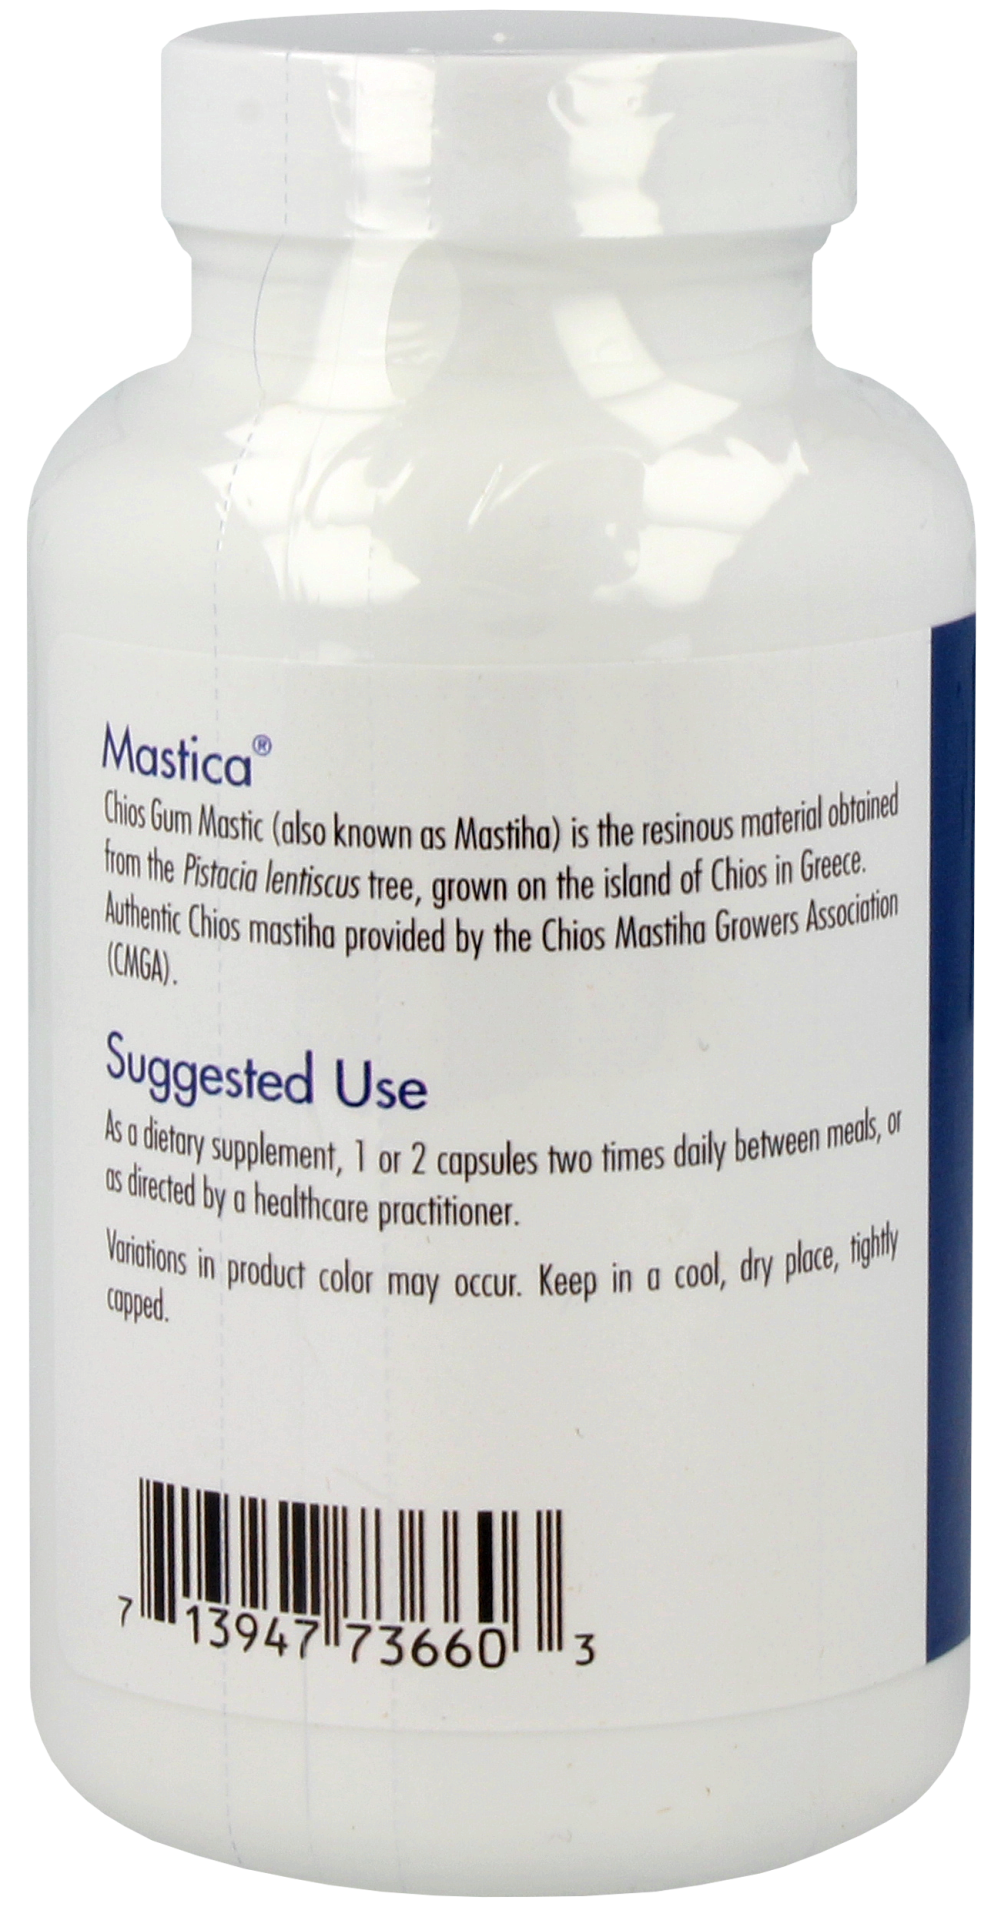 Mastica®
Chios Gum Mastic (also known as Mastiha) is the resinous material obtained
from the Pistacia lentiscus tree, grown on the island of Chios in Greece.
Authentic Chios mastiha provided by the Chios Mastiha Growers Association
(CMGA).
Suggested Use
As a dietary supplement, 1 or 2 capsules two times daily between meals, or
as directed by a healthcare practitioner.
Variations in product color may occur. Keep in a cool, dry place, tightly
capped.
7 13947 73660 3